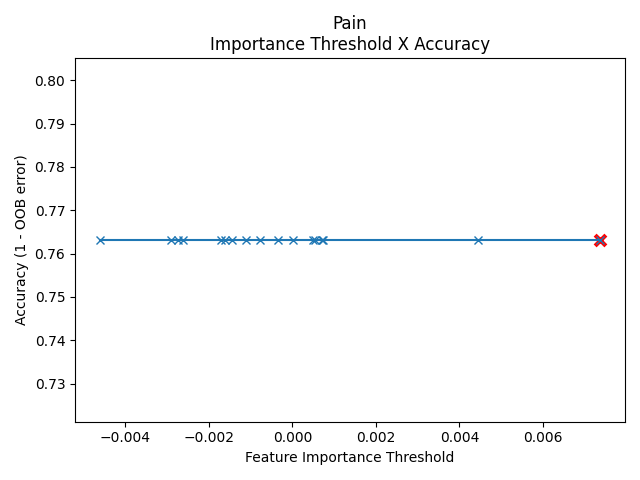 Pain
Importance Threshold X Accuracy
0.80
0.79
0.78
0.77
0.76
0.75
0.74
0.73
Accuracy (1 - OOB error)
−0.004 −0.002 0.000 0.002 0.004 0.006
Feature Importance Threshold